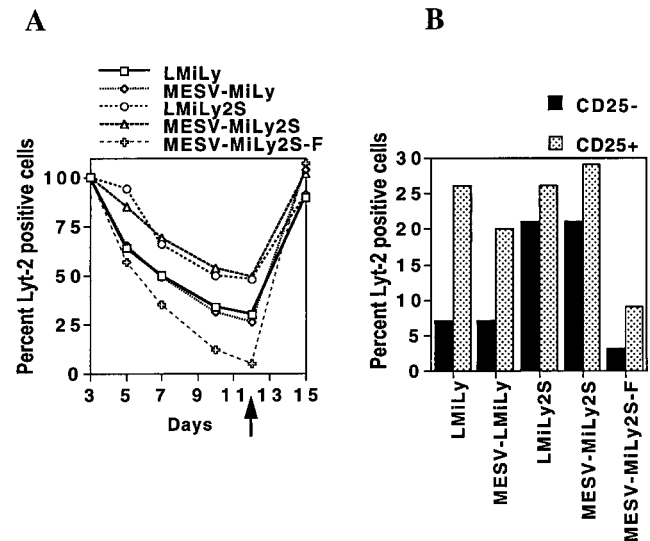 A
LMiLy
MESV-MiLy
LMiLy2S
MESV-MiLy2S
MESV-MiLy2S-F
Percent Lyt-2 positive cells
100
75
50
25
0
3 5 7 9 11 13 15
Days
B
CD25-
CD25+
Percent Lyt-2 positive cells
30
25
20
15
10
5
0
LMiLy
MESV-LMiLy
LMiLy2S
MESV-MiLy2S
MESV-MiLy2S-F